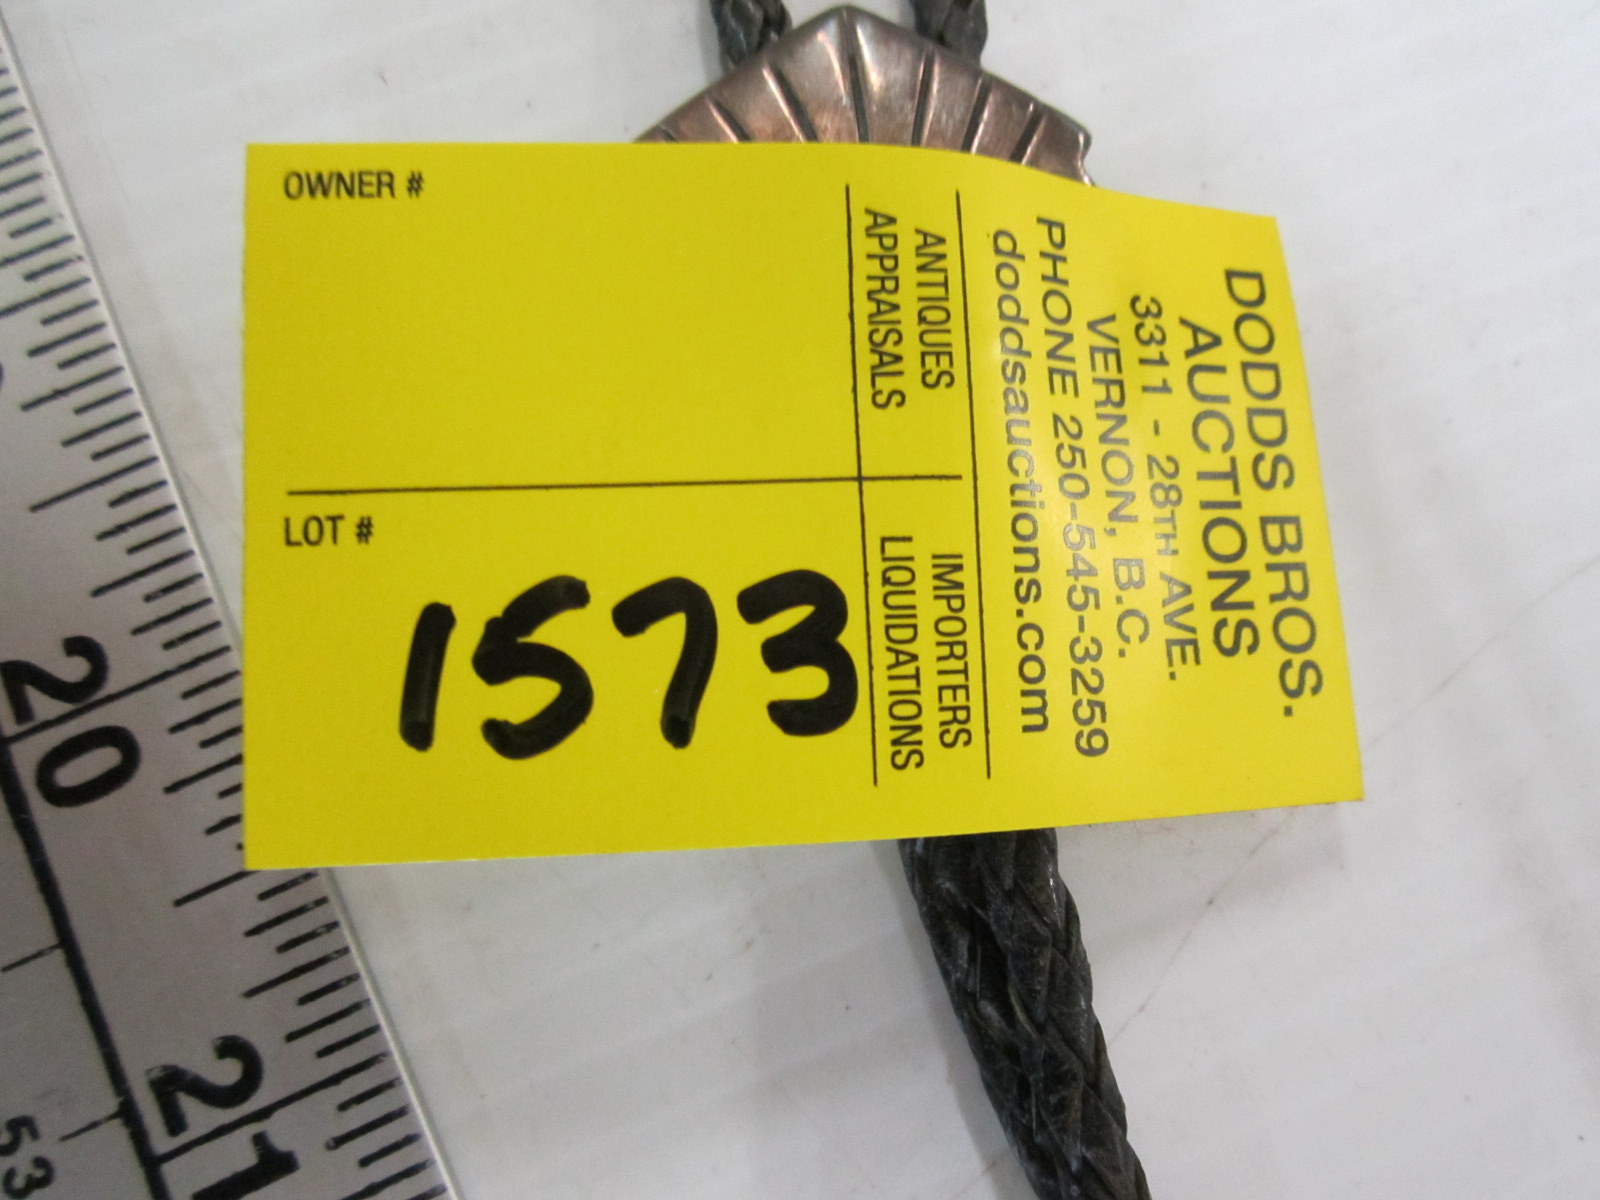 DODDS BROS.
AUCTIONS
3311 - 28TH AVE.
VERNON, B.C.
PHONE 250-545-3259
doddsauctions.com
ANTIQUES
APPRAISALS
IMPORTERS
LIQUIDATIONS
OWNER #
LOT #
1573
20
21
53